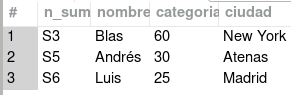 # n_sum nombre categoria ciudad
1 S3 Blas 60 New York
2 S5 Andrés 30 Atenas
3 S6 Luis 25 Madrid